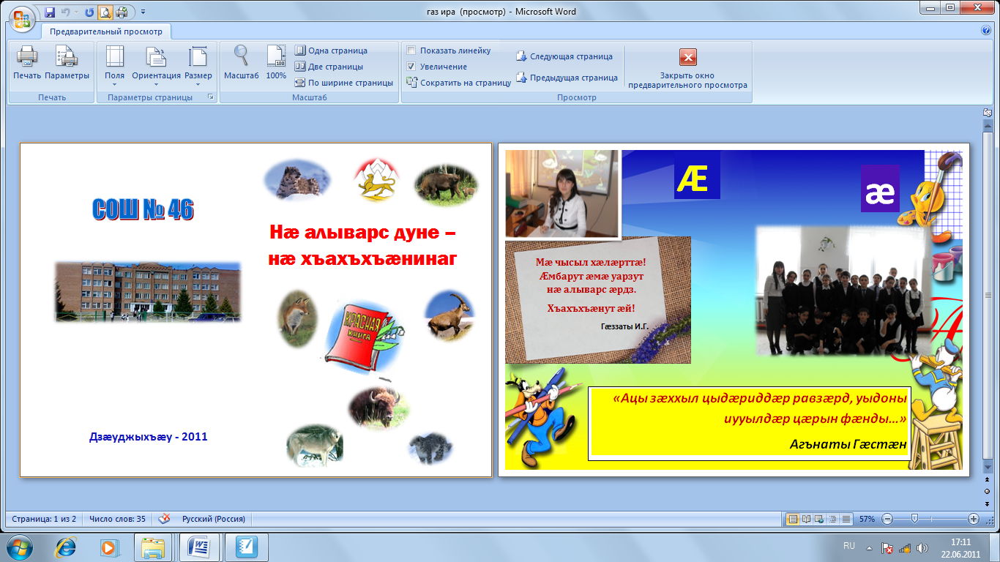 газ ира (просмотр) - Microsoft Word
Предварительный просмотр
Печать
Параметры
Поля
Ориентация
Размер
Масштаб
100%
Одна страница
Две страницы
По ширине страницы
Показать линейку
Увеличение
Сократить на страницу
Следующая страница
Предыдущая страница
Закрыть окно
предварительного просмотра
Печать
Параметры страницы
Масштаб
Просмотр
СОШ № 46
Нæ алыварс дуне –
нæ хъахъхъæнинаг
КРАСНАЯ
КНИГА
Дзæуджыхъæу - 2011
Æ
æ
Мæ чысыл хæлæрттæ!
Æмбарут æмæ уарзут
нæ алыварс æрдз.
Хъахъхъæнут æй!
Гæззаты И.Г.
«Ацы зæххыл цыдæриддæр равзæрд, уыдоны
иууылдæр цæрын фæнды...»
Агънаты Гæстæн
Страница: 1 из 2
Число слов: 35
Русский (Россия)
57%
RU
17:11
22.06.2011